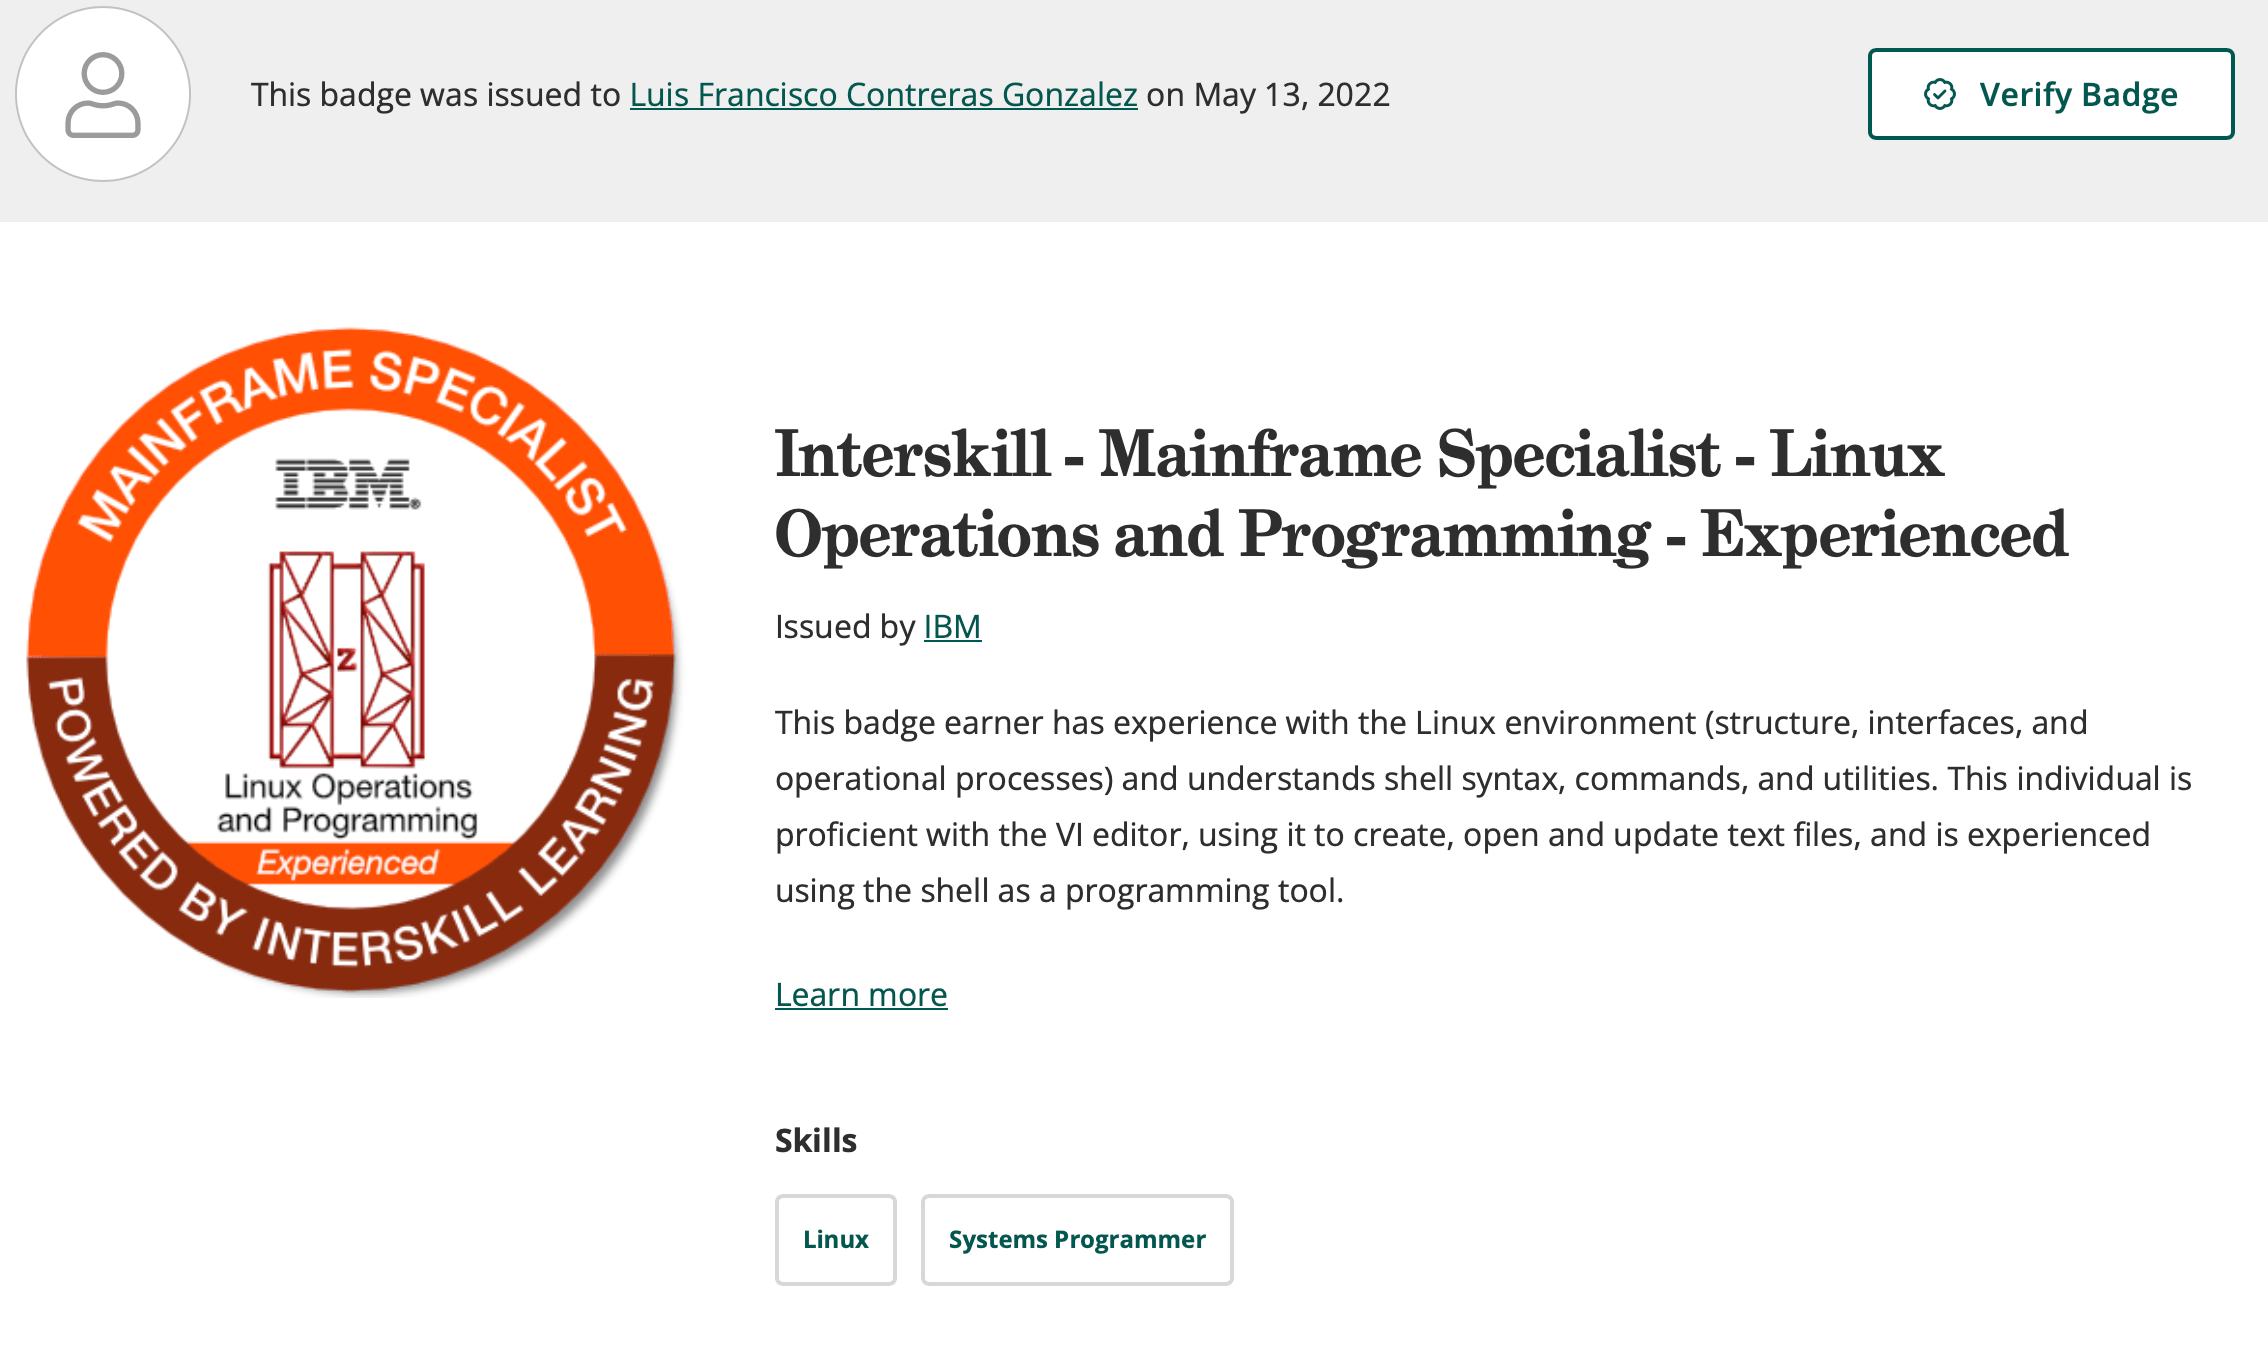 This badge was issued to Luis Francisco Contreras Gonzalez on May 13, 2022
Verify Badge
MAINFRAME SPECIALIST
IBM®
z
Linux Operations
and Programming
Experienced
POWERED BY INTERSKILL LEARNING
Interskill - Mainframe Specialist - Linux
Operations and Programming - Experienced
Issued by IBM
This badge earner has experience with the Linux environment (structure, interfaces, and
operational processes) and understands shell syntax, commands, and utilities. This individual is
proficient with the VI editor, using it to create, open and update text files, and is experienced
using the shell as a programming tool.
Learn more
Skills
Linux
Systems Programmer